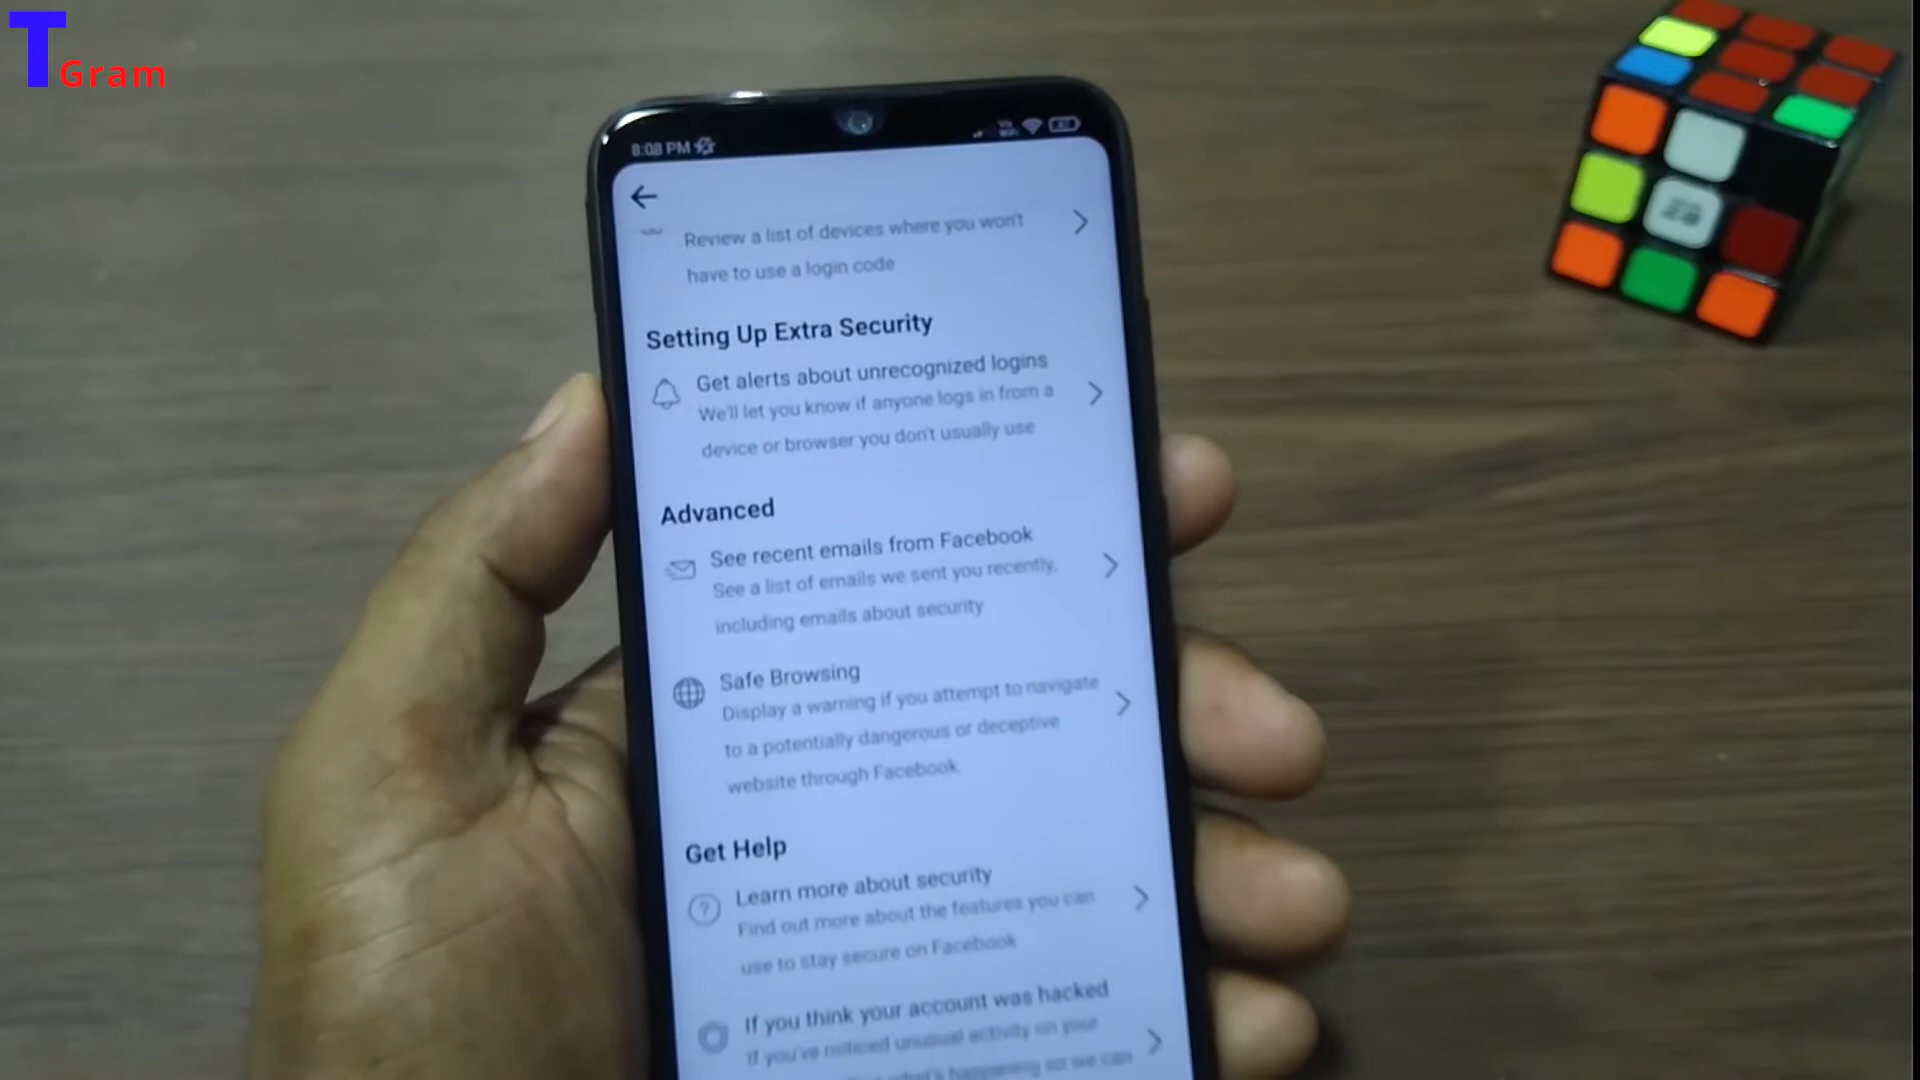 T
Gram
8:08 PM
Review a list of devices where you won't
have to use a login code
Setting Up Extra Security
Get alerts about unrecognized logins
We'll let you know if anyone logs in from a
device or browser you don't usually use
Advanced
See recent emails from Facebook
See a list of emails we sent you recently,
including emails about security
Safe Browsing
Display a warning if you attempt to navigate
to a potentially dangerous or deceptive
website through Facebook
Get Help
Learn more about security
Find out more about the features you can
use to stay secure on Facebook
If you think your account was hacked
If you've noticed unusual activity on your
what's happening so we can